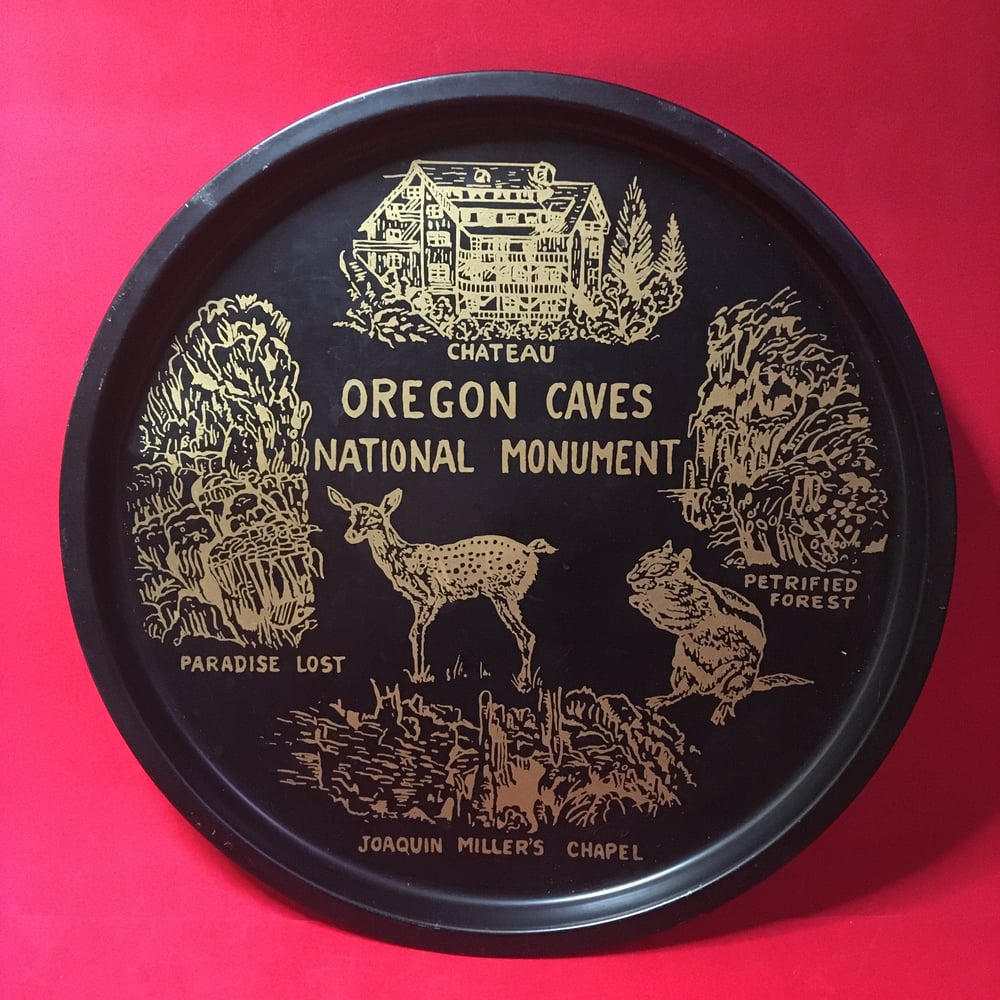 CHATEAU
OREGON CAVES
NATIONAL MONUMENT
PETRIFIED
FOREST
PARADISE LOST
JOAQUIN MILLER'S CHAPEL